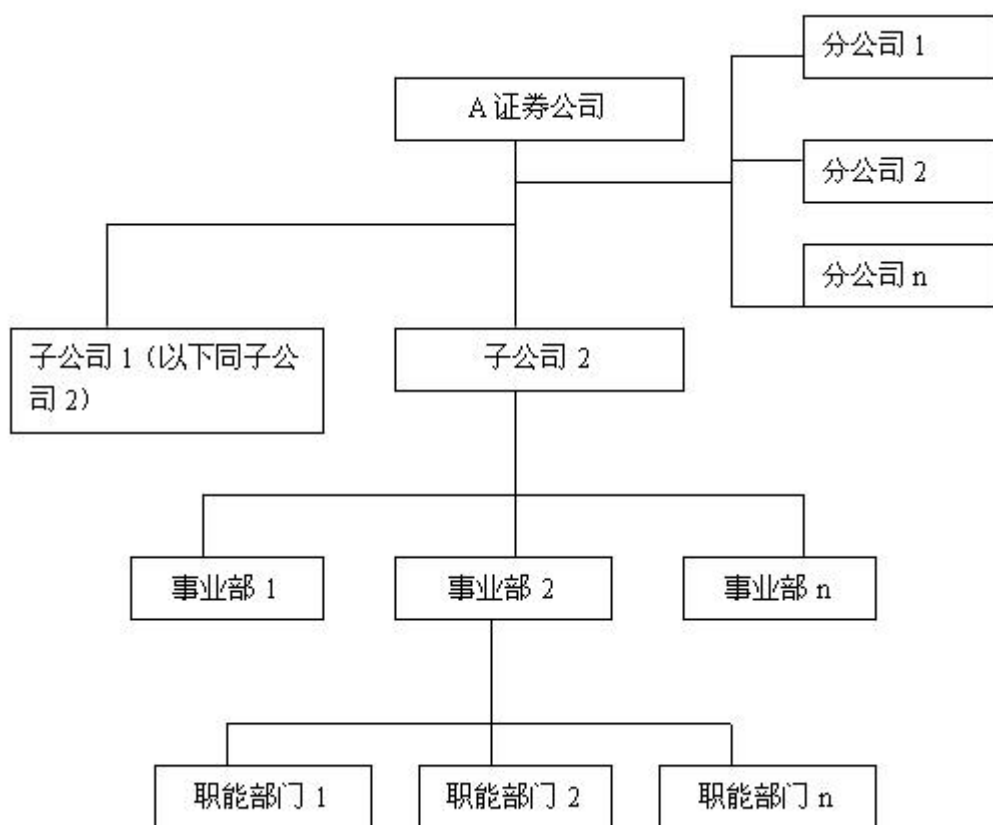 分公司 1
A 证券公司
分公司 2
分公司 n
子公司 1（以下同子公
司 2）
子公司 2
事业部 1
事业部 2
事业部 n
职能部门 1
职能部门 2
职能部门 n